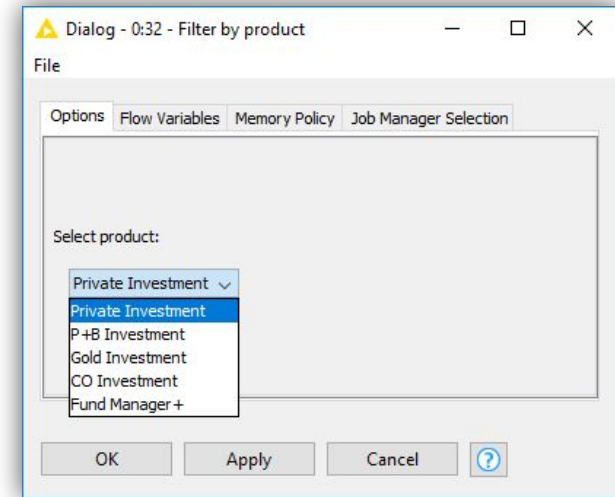 Dialog - 0:32 - Filter by product
File
Options Flow Variables Memory Policy Job Manager Selection
Select product:
Private Investment
Private Investment
P+B Investment
Gold Investment
CO Investment
Fund Manager+
OK Apply Cancel ?